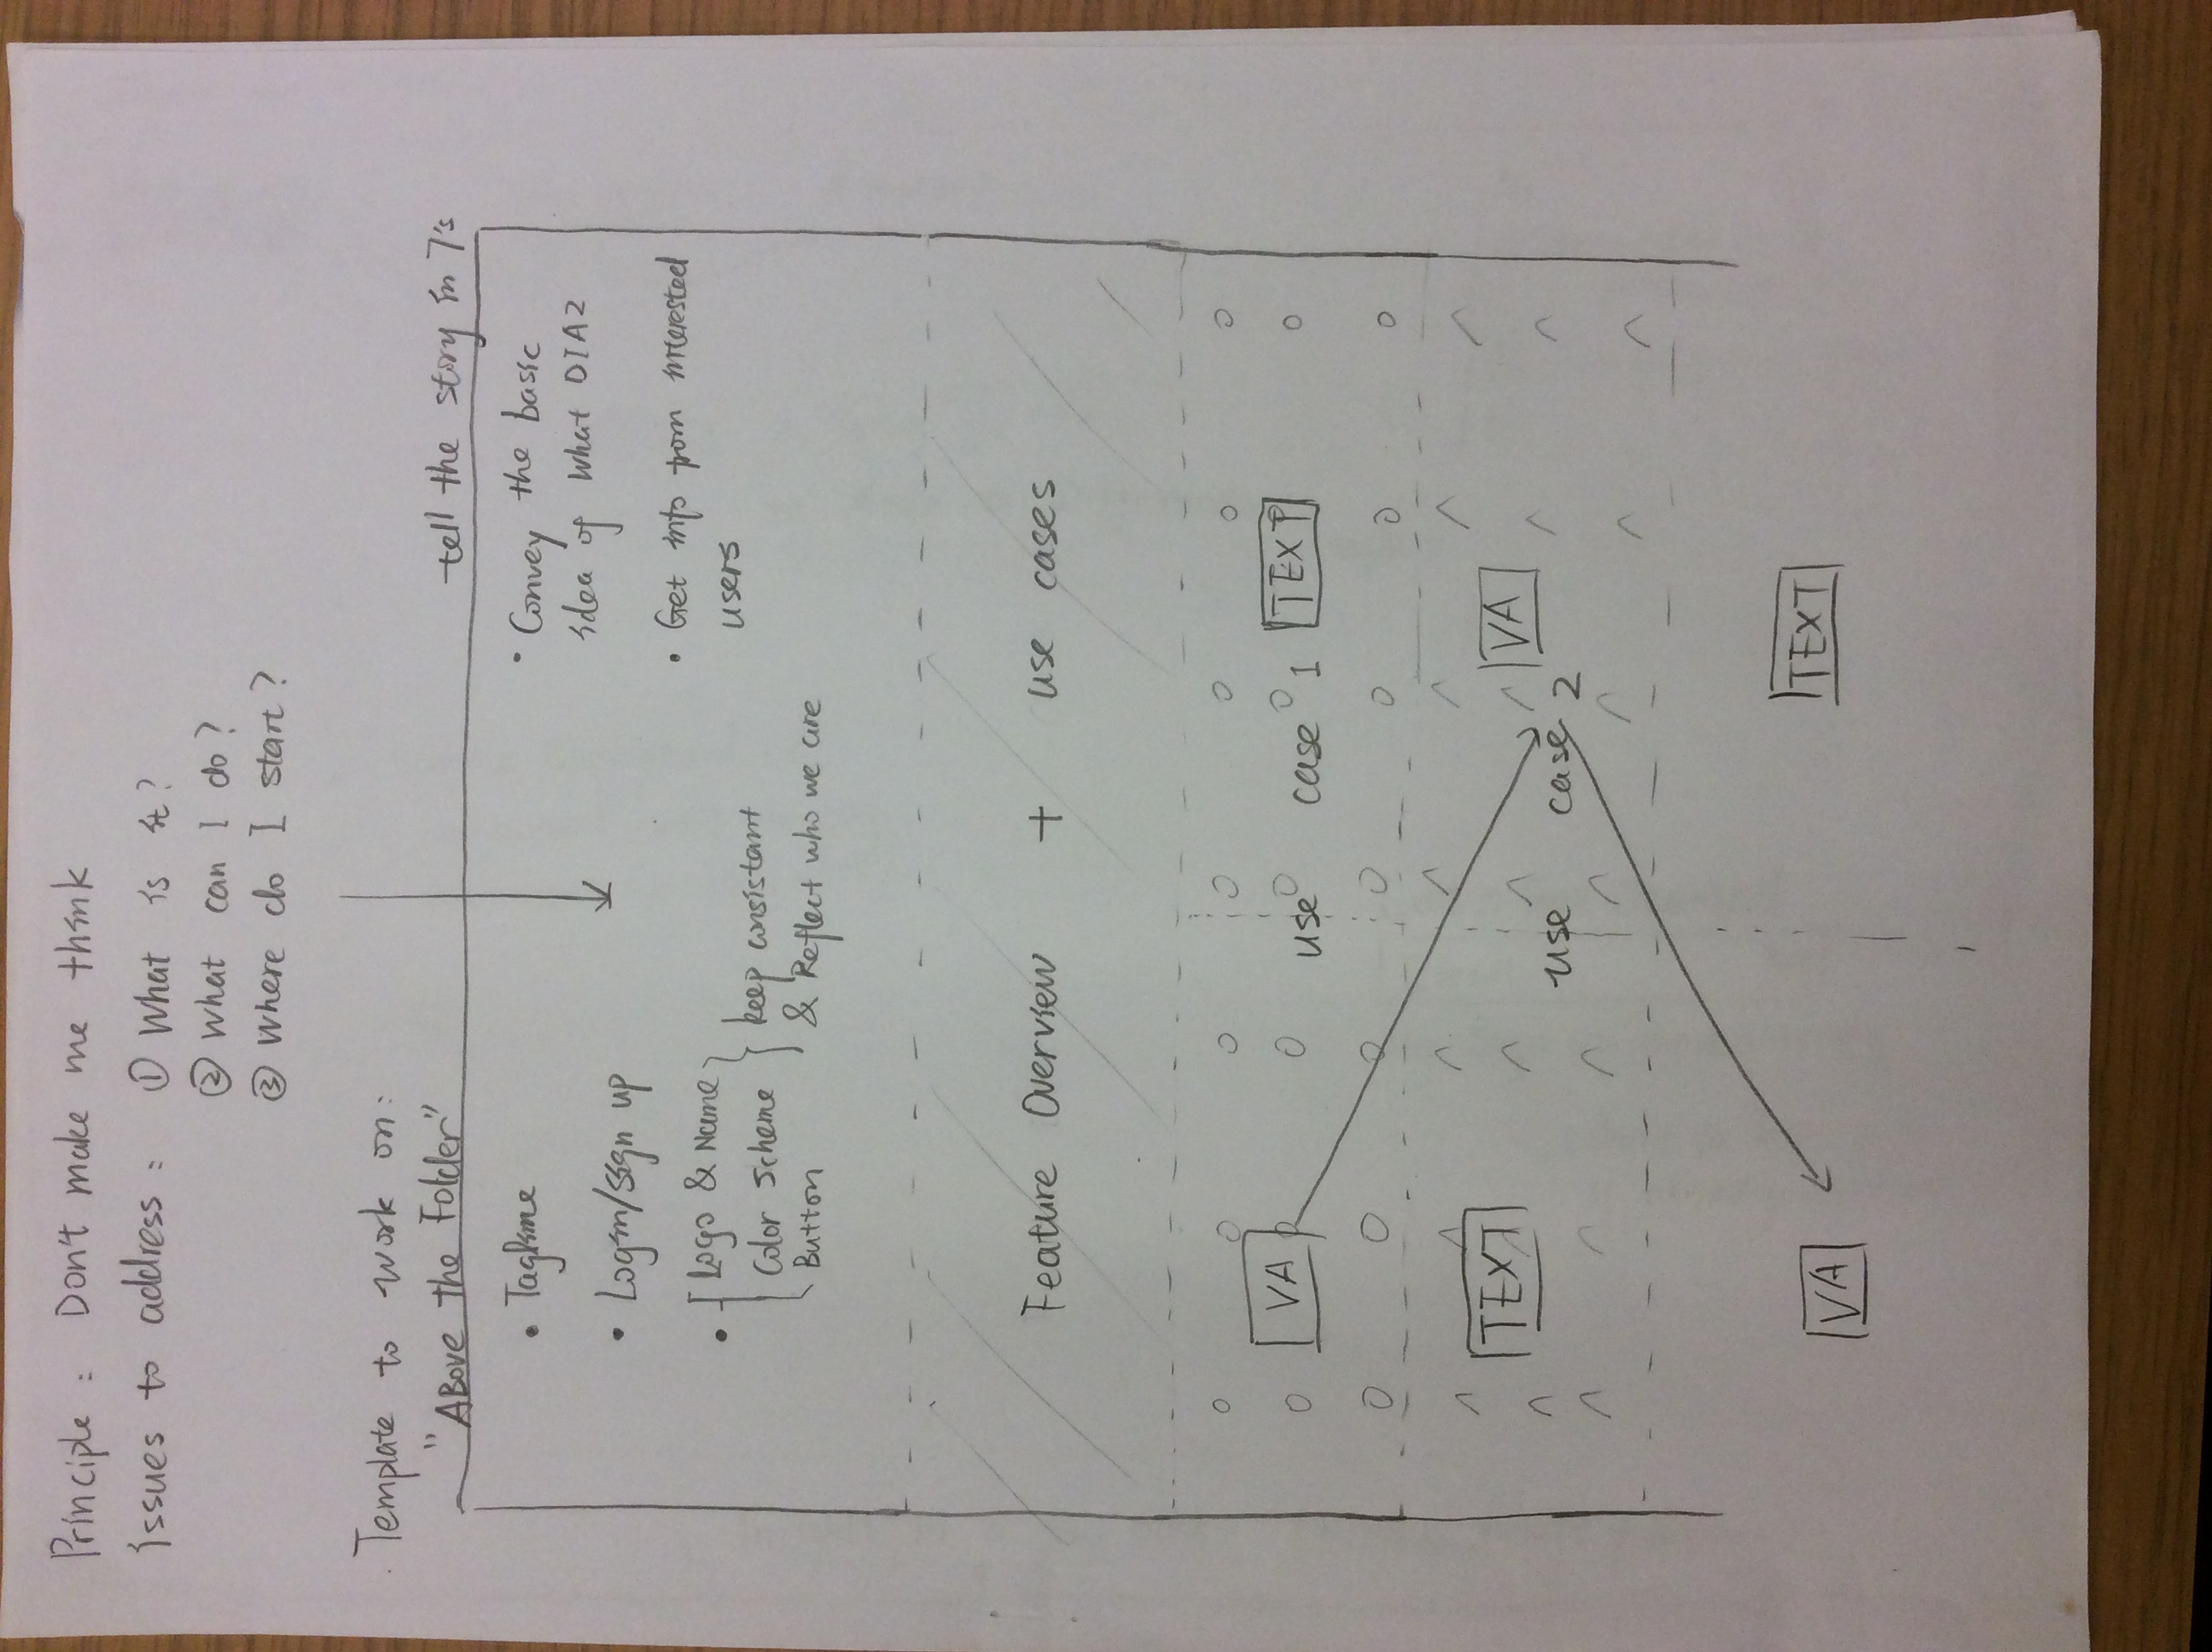 Principle : Don't make me think
issues to address : ① What is it?
② What can I do?
③ Where do I start?
Template to work on:
"ABove the Folder"
tell the story in 7's
• Tagline
• Login/sign up
• Logo & Name
Color Scheme
Button
keep consistant
& Reflect who we are
• Convey the basic
idea of what DIA2
• Get info from interested
users
Feature Overview + use cases
VA
use case 1
TEXT
TEXT
use case 2
VA
VA
TEXT